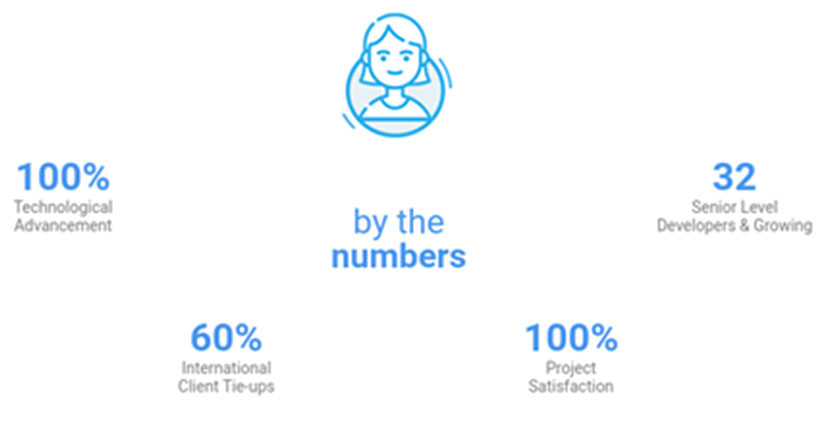 100%
Technological
Advancement
by the
numbers
32
Senior Level
Developers & Growing
60%
International
Client Tie-ups
100%
Project
Satisfaction